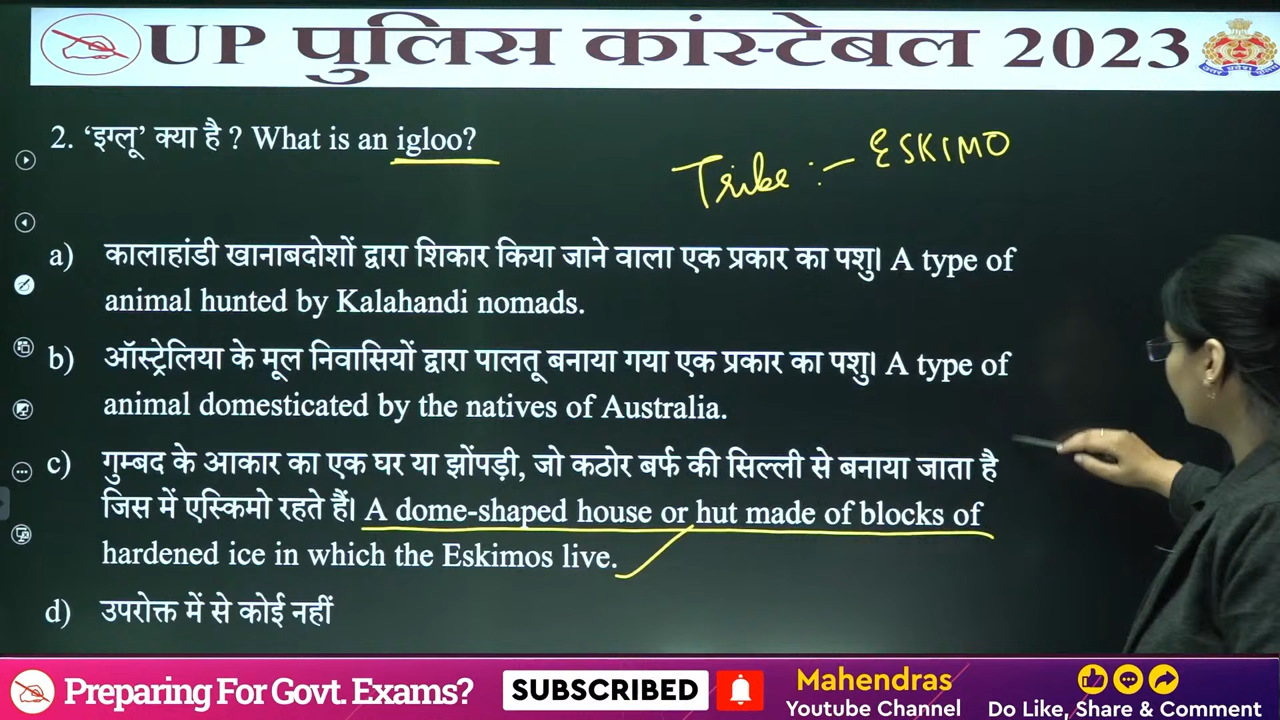 UP पुलिस कांस्टेबल 2023
उत्तर प्रदेश पुलिस
2. ‘इग्लू’ क्या है ? What is an igloo?
Tribe :- ESKIMO
a) कालाहांडी खानाबदोशों द्वारा शिकार किया जाने वाला एक प्रकार का पशु। A type of
animal hunted by Kalahandi nomads.
b) ऑस्ट्रेलिया के मूल निवासियों द्वारा पालतू बनाया गया एक प्रकार का पशु। A type of
animal domesticated by the natives of Australia.
c) गुम्बद के आकार का एक घर या झोंपड़ी, जो कठोर बर्फ की सिल्ली से बनाया जाता है
जिस में एस्किमो रहते हैं। A dome-shaped house or hut made of blocks of
hardened ice in which the Eskimos live.
d) उपरोक्त में से कोई नहीं
Preparing For Govt. Exams?
SUBSCRIBED
Mahendras
Youtube Channel
Do Like, Share & Comment